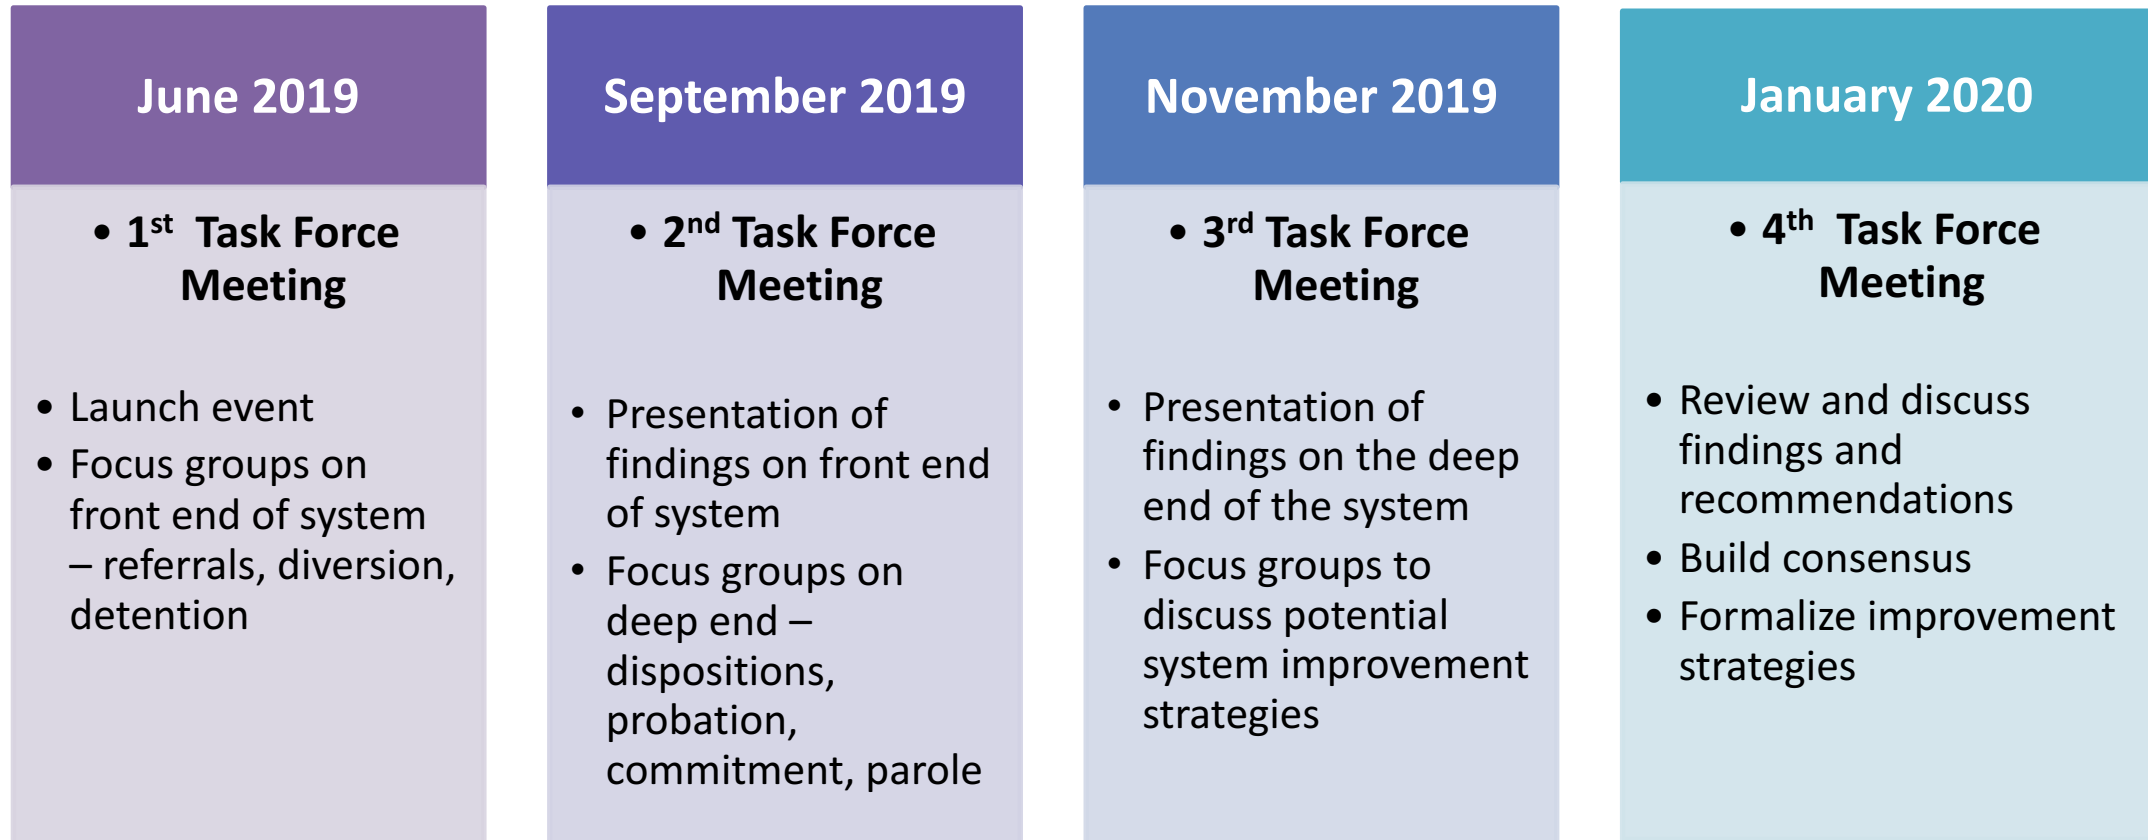 June 2019
• 1st Task Force
Meeting
• Launch event
• Focus groups on
front end of system
– referrals, diversion,
detention
September 2019
• 2nd Task Force
Meeting
• Presentation of
findings on front end
of system
• Focus groups on
deep end –
dispositions,
probation,
commitment, parole
November 2019
• 3rd Task Force
Meeting
• Presentation of
findings on the deep
end of the system
• Focus groups to
discuss potential
system improvement
strategies
January 2020
• 4th Task Force
Meeting
• Review and discuss
findings and
recommendations
• Build consensus
• Formalize improvement
strategies